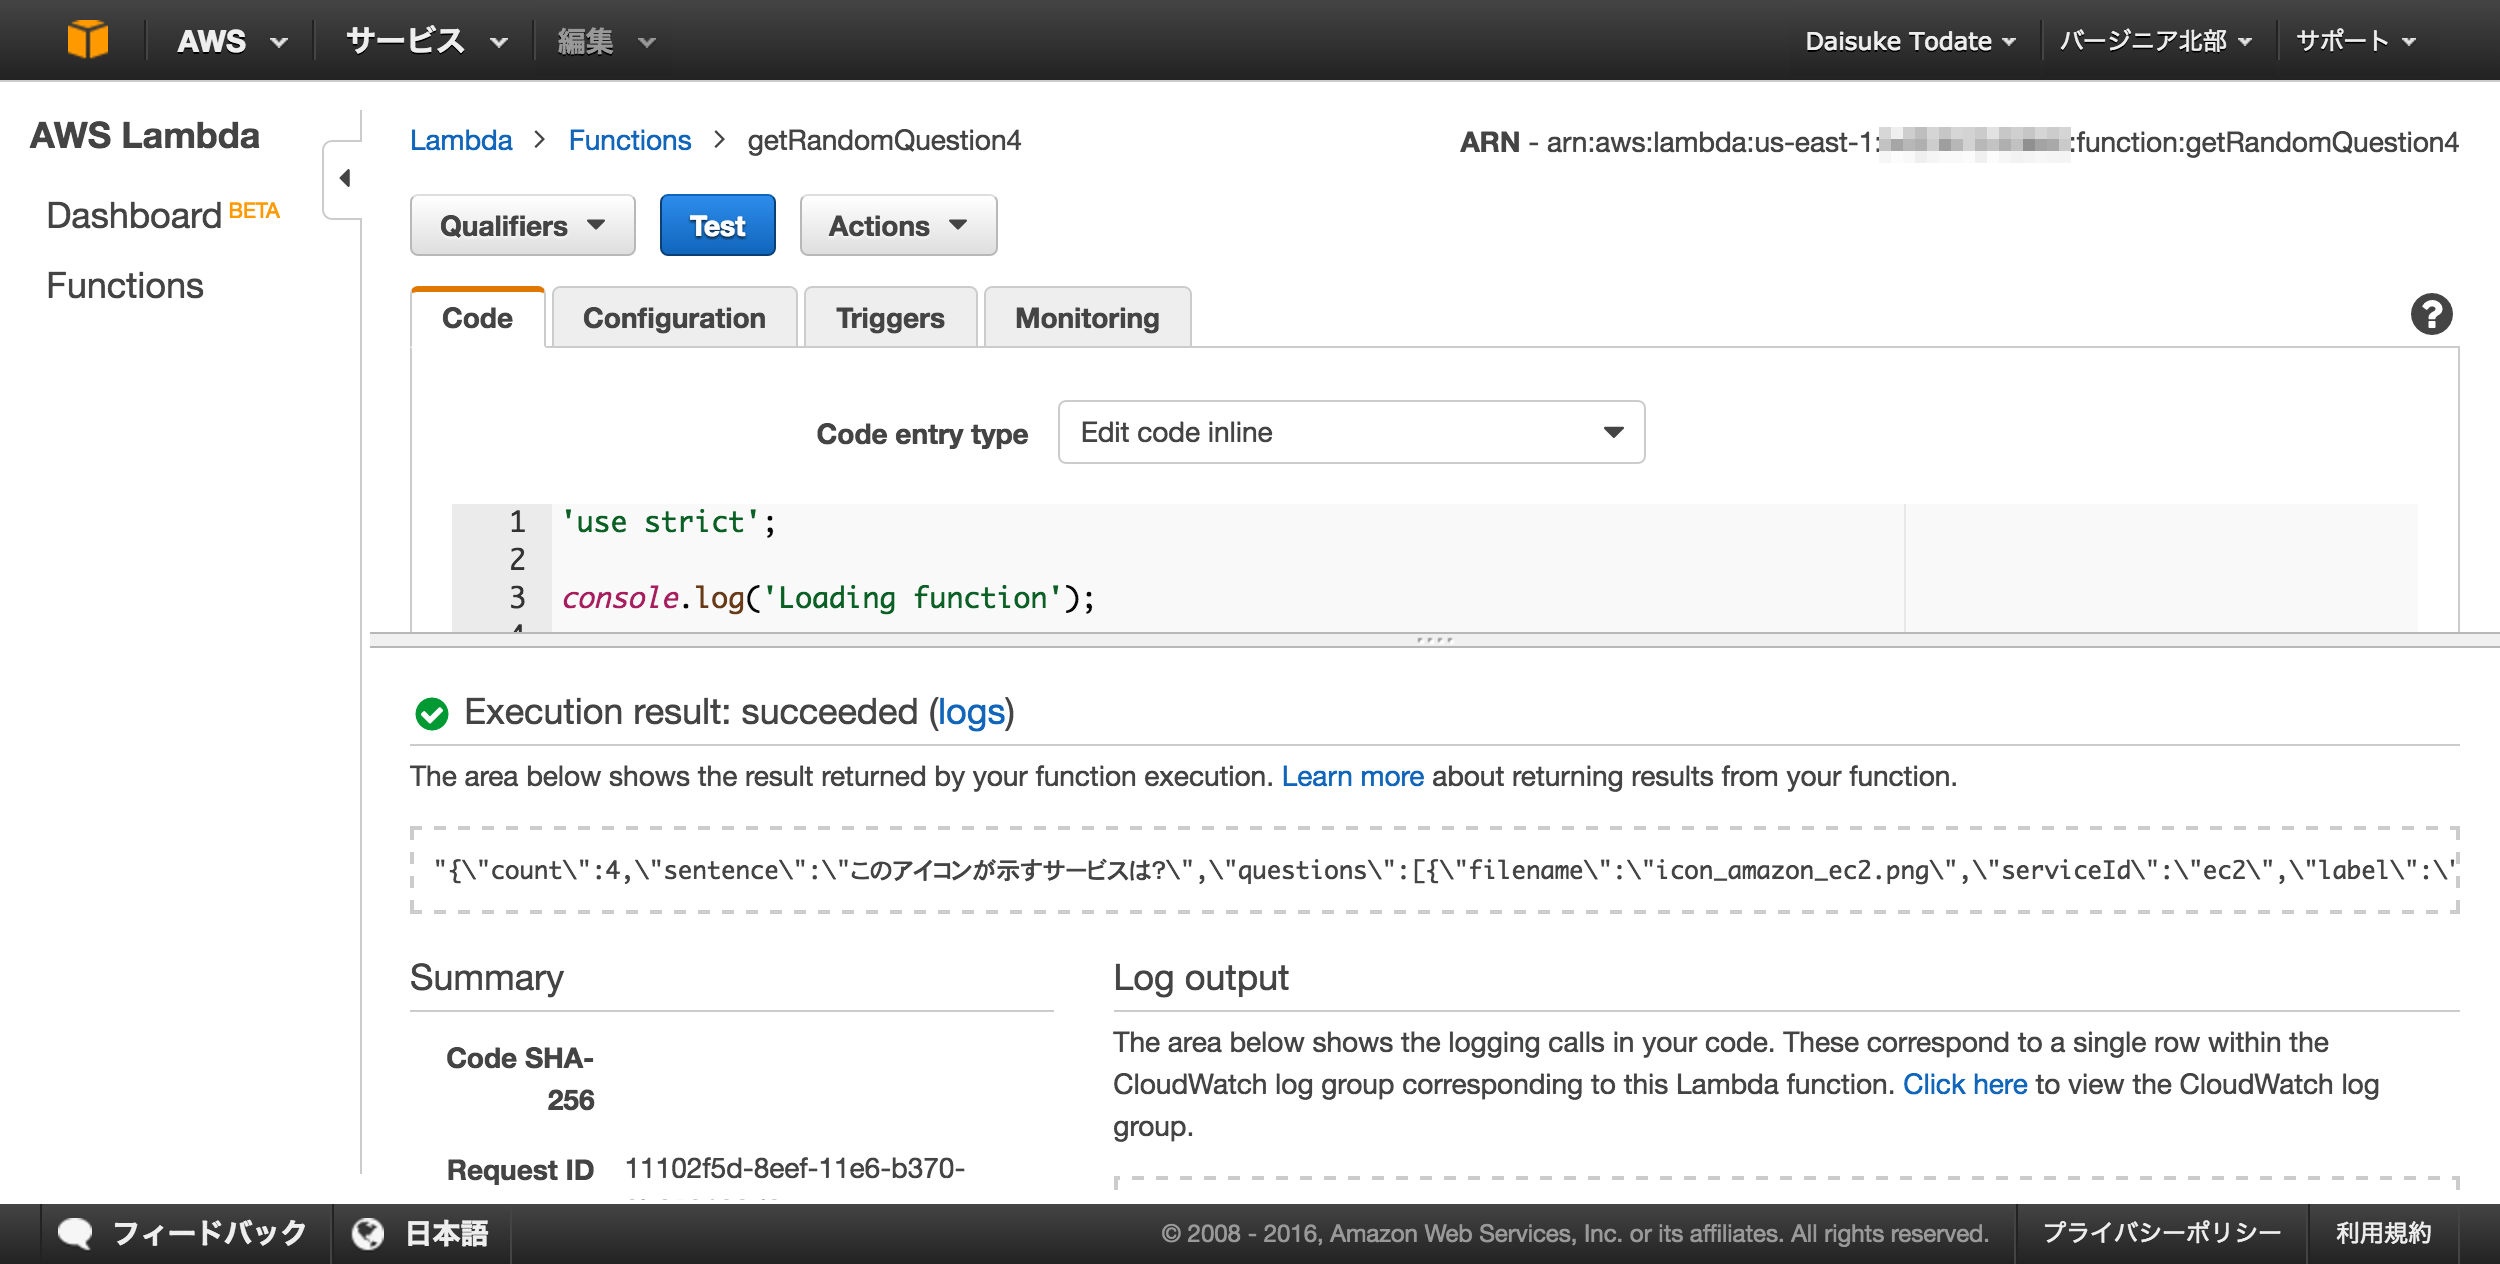 AWS サービス 編集 Daisuke Todate バージニア北部 サポート
AWS Lambda
Dashboard BETA
Functions
Lambda > Functions > getRandomQuestion4
ARN - arn:aws:lambda:us-east-1: :function:getRandomQuestion4
Qualifiers Test Actions
Code Configuration Triggers Monitoring
Code entry type Edit code inline
1 'use strict';
2
3 console.log('Loading function');
4
Execution result: succeeded (logs)
The area below shows the result returned by your function execution. Learn more about returning results from your function.
"{\"count\":4,\"sentence\":\"このアイコンが示すサービスは?\",\"questions\":[{\"filename\":\"icon_amazon_ec2.png\",\"serviceId\":\"ec2\",\"label\":\"
Summary
Code SHA-
256
Request ID 11102f5d-8eef-11e6-b370-
Log output
The area below shows the logging calls in your code. These correspond to a single row within the
CloudWatch log group corresponding to this Lambda function. Click here to view the CloudWatch log
group.
フィードバック 日本語 © 2008 - 2016, Amazon Web Services, Inc. or its affiliates. All rights reserved. プライバシーポリシー 利用規約